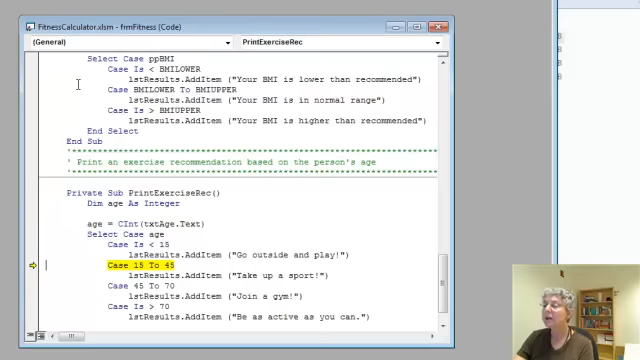 FitnessCalculator.xlsm - frmFitness (Code)
(General) PrintExerciseRec
Select Case ppBMI
Case Is < BMILOWER
lstResults.AddItem ("Your BMI is lower than recommended")
Case BMILOWER To BMIUPPER
lstResults.AddItem ("Your BMI is in normal range")
Case Is > BMIUPPER
lstResults.AddItem ("Your BMI is higher than recommended")
End Select
End Sub
'***********************************************************
' Print an exercise recommendation based on the person's age
'***********************************************************
Private Sub PrintExerciseRec()
Dim age As Integer
age = CInt(txtAge.Text)
Select Case age
Case Is < 15
lstResults.AddItem ("Go outside and play!")
Case 15 To 45
lstResults.AddItem ("Take up a sport!")
Case 45 To 70
lstResults.AddItem ("Join a gym!")
Case Is > 70
lstResults.AddItem ("Be as active as you can.")